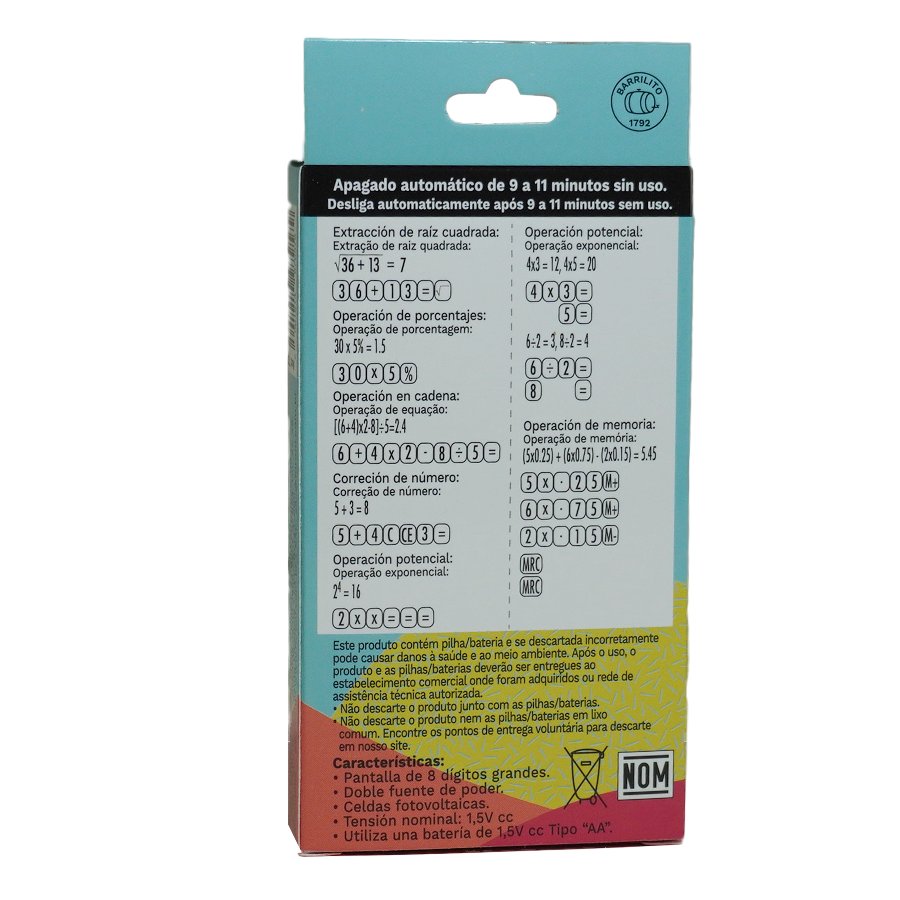 BARRILITO
1792
Apagado automático de 9 a 11 minutos sin uso.
Desliga automaticamente após 9 a 11 minutos sem uso.
Extracción de raíz cuadrada:
Extração de raiz quadrada:
√36 + 13 = 7
3 6 + 1 3 = √
Operación de porcentajes:
Operação de porcentagem:
30 x 5% = 1.5
3 0 x 5 %
Operación en cadena:
Operação de equação:
[(6+4)x2-8]÷5=2.4
6 + 4 x 2 - 8 ÷ 5 =
Correción de número:
Correção de número:
5 + 3 = 8
5 + 4 C CE 3 =
Operación potencial:
Operação exponencial:
2⁴ = 16
2 x x = = =
Operación potencial:
Operação exponencial:
4x3 = 12, 4x5 = 20
4 x 3 =
5 =
6÷2 = 3, 8÷2 = 4
6 ÷ 2 =
8 =
Operación de memoria:
Operação de memória:
(5x0.25) + (6x0.75) - (2x0.15) = 5.45
5 x · 2 5 M+
6 x · 7 5 M+
2 x · 1 5 M-
MRC
MRC
Este produto contém pilha/bateria e se descartada incorretamente
pode causar danos à saúde e ao meio ambiente. Após o uso, o
produto e as pilhas/baterias deverão ser entregues ao
estabelecimento comercial onde foram adquiridos ou rede de
assistência técnica autorizada.
• Não descarte o produto junto com as pilhas/baterias.
• Não descarte o produto nem as pilhas/baterias em lixo
comum. Encontre os pontos de entrega voluntária para descarte
em nosso site.
Características:
• Pantalla de 8 dígitos grandes.
• Doble fuente de poder.
• Celdas fotovoltaicas.
• Tensión nominal: 1,5V cc
• Utiliza una batería de 1,5V cc Tipo “AA”.
NOM